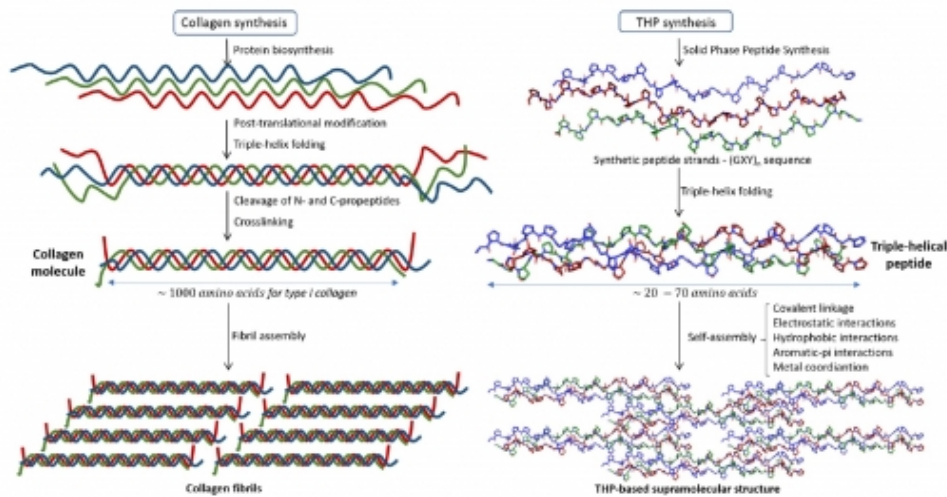 Collagen synthesis
Protein biosynthesis
Post-translational modification
Triple-helix folding
Cleavage of N- and C-propeptides
Crosslinking
Collagen
molecule
~ 1000 amino acids for type I collagen
Fibril assembly
Collagen fibrils
THP synthesis
Solid Phase Peptide Synthesis
Synthetic peptide strands - (GXY)n sequence
Triple-helix folding
Triple-helical
peptide
~ 20 – 70 amino acids
Self-assembly
Covalent linkage
Electrostatic interactions
Hydrophobic interactions
Aromatic-pi interactions
Metal coordiantion
THP-based supramolecular structure